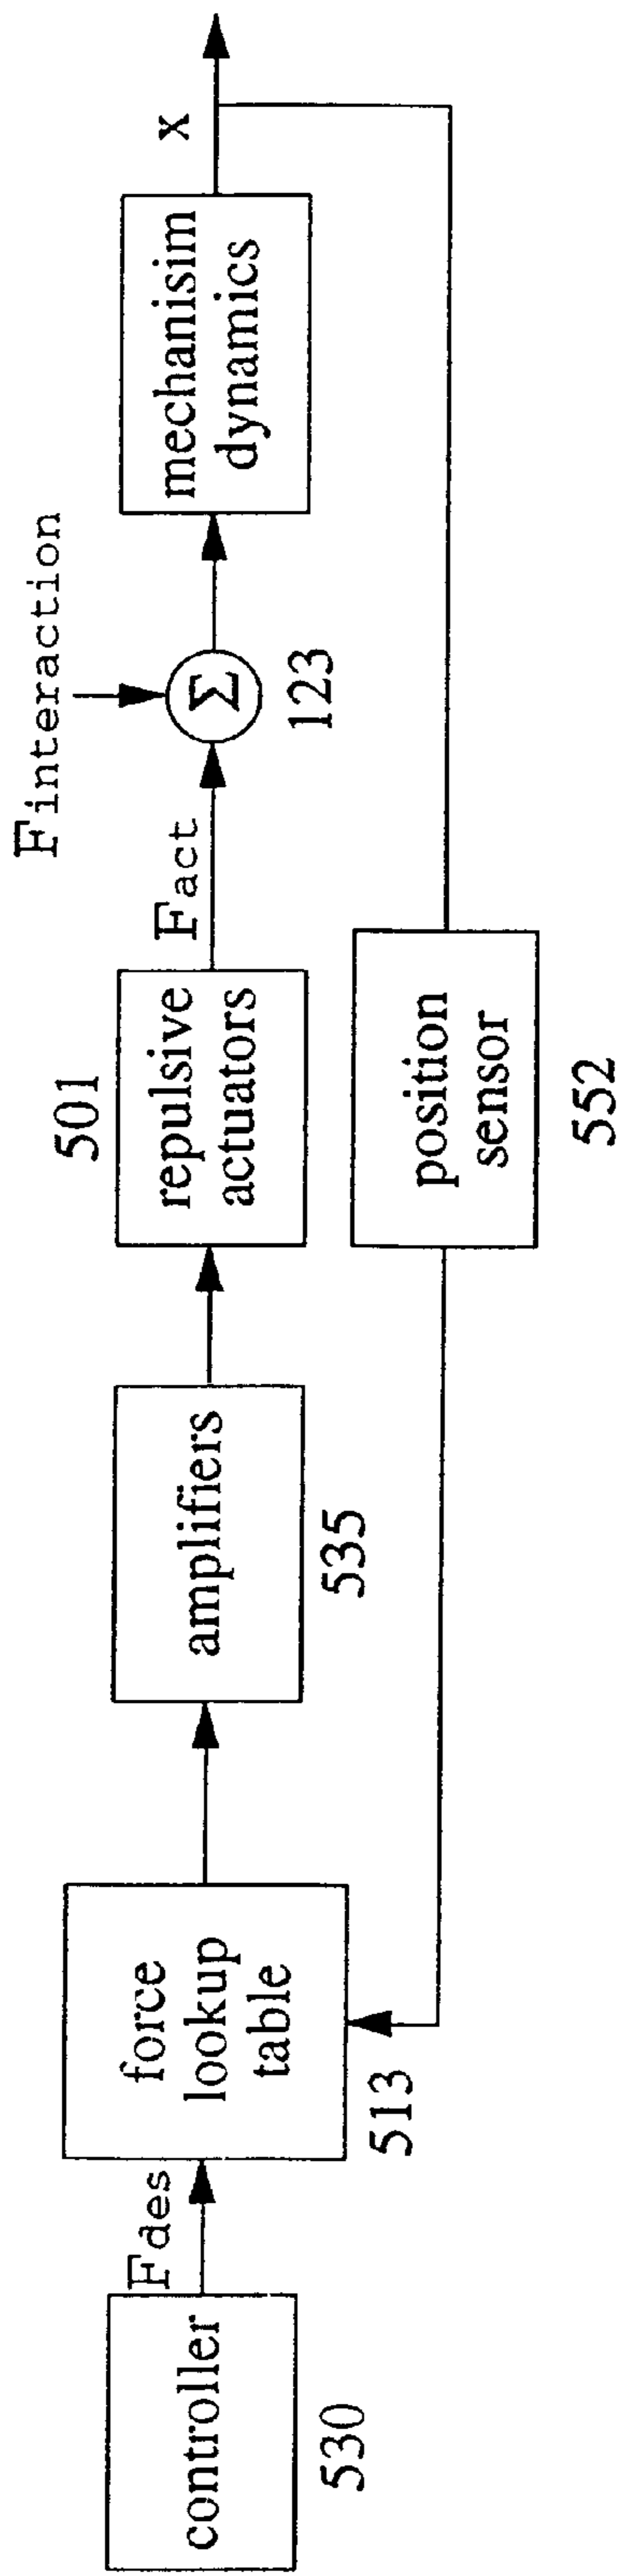 controller
530
Fdes
force
lookup
table
513
amplifiers
535
501
repulsive
actuators
Fact
Finteraction
Σ
123
mechanisim
dynamics
x
position
sensor
552